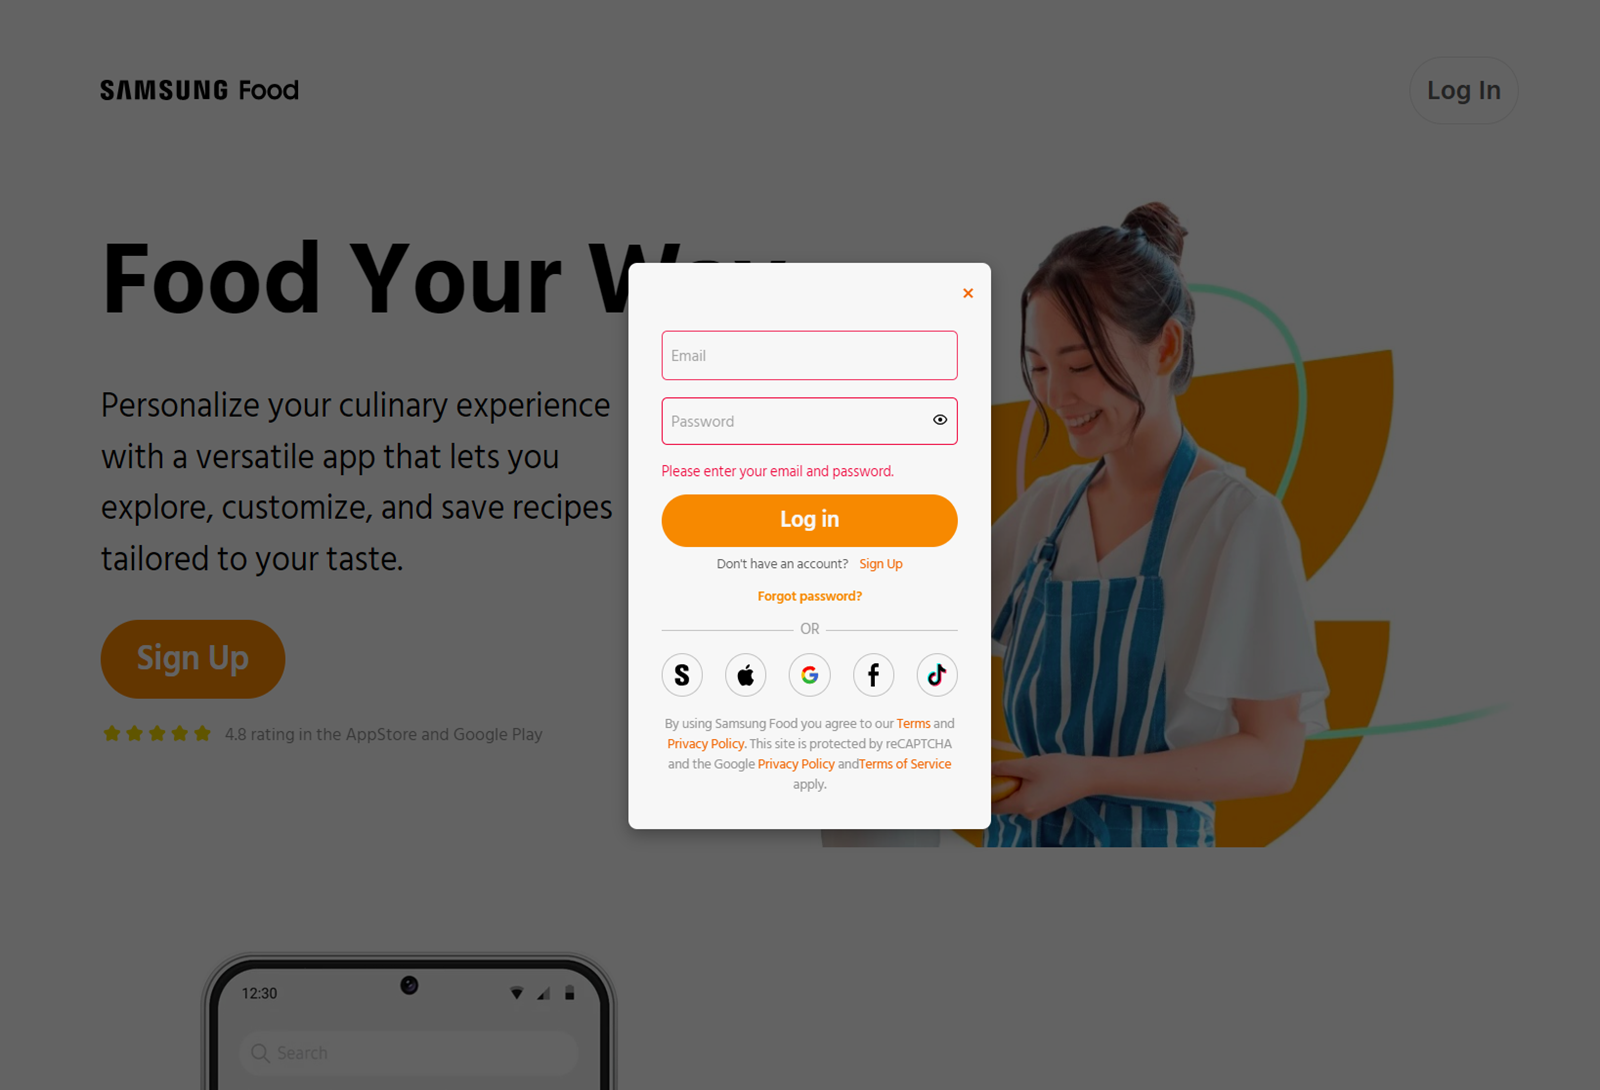 SAMSUNG Food
Log In
Food Your
Personalize your culinary experience
with a versatile app that lets you
explore, customize, and save recipes
tailored to your taste.
Sign Up
4.8 rating in the AppStore and Google Play
×
Email
Password
Please enter your email and password.
Log in
Don't have an account? Sign Up
Forgot password?
OR
By using Samsung Food you agree to our Terms and
Privacy Policy. This site is protected by reCAPTCHA
and the Google Privacy Policy andTerms of Service
apply.
12:30
Search